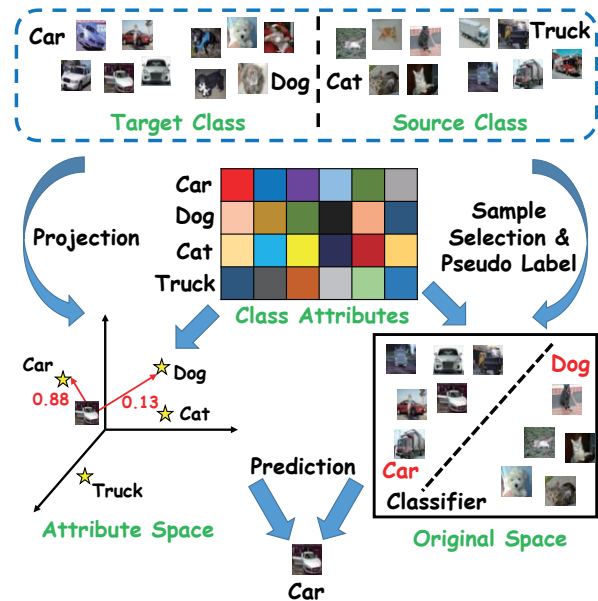 Car
Truck
Dog
Cat
Target Class
Source Class
Car
Dog
Cat
Truck
Class Attributes
Projection
Sample
Selection &
Pseudo Label
Car
0.88
Dog
0.13
Cat
Truck
Attribute Space
Dog
Car
Classifier
Original Space
Prediction
Car